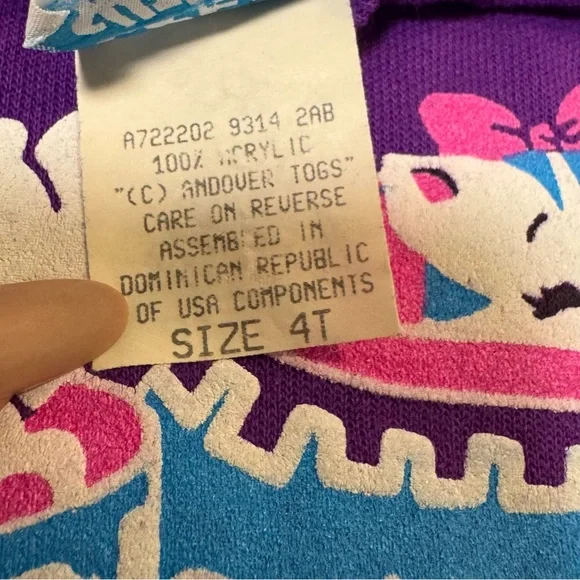 A722202 9314 2AB
100% ACRYLIC
"(C) ANDOVER TOGS"
CARE ON REVERSE
ASSEMBLED IN
DOMINICAN REPUBLIC
OF USA COMPONENTS
SIZE 4T